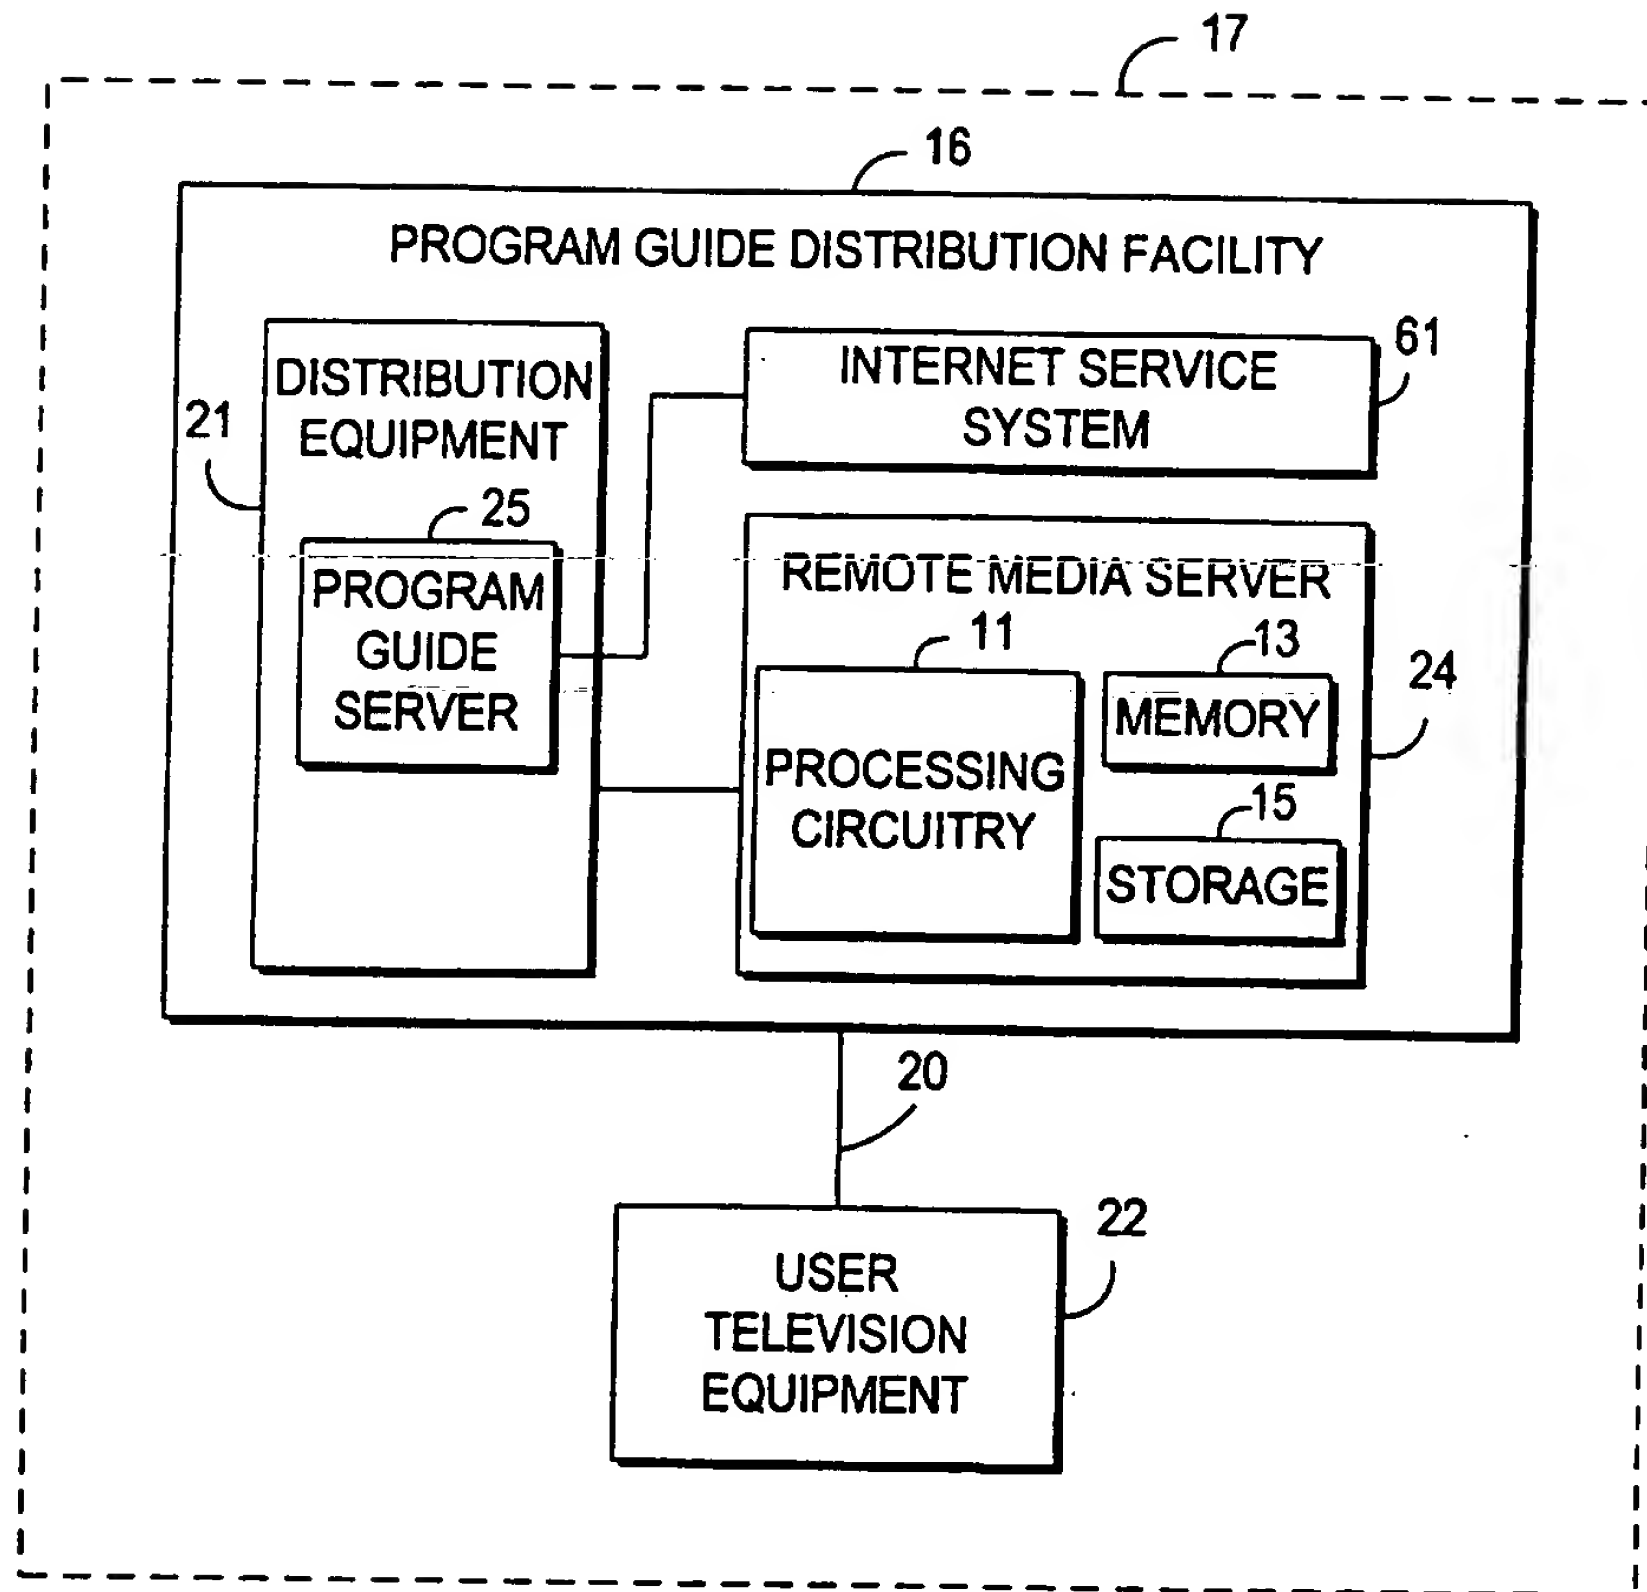 17
16
PROGRAM GUIDE DISTRIBUTION FACILITY
DISTRIBUTION
EQUIPMENT
21
25
PROGRAM
GUIDE
SERVER
INTERNET SERVICE
SYSTEM
61
REMOTE MEDIA SERVER
11
PROCESSING
CIRCUITRY
13
MEMORY
24
15
STORAGE
20
USER
TELEVISION
EQUIPMENT
22